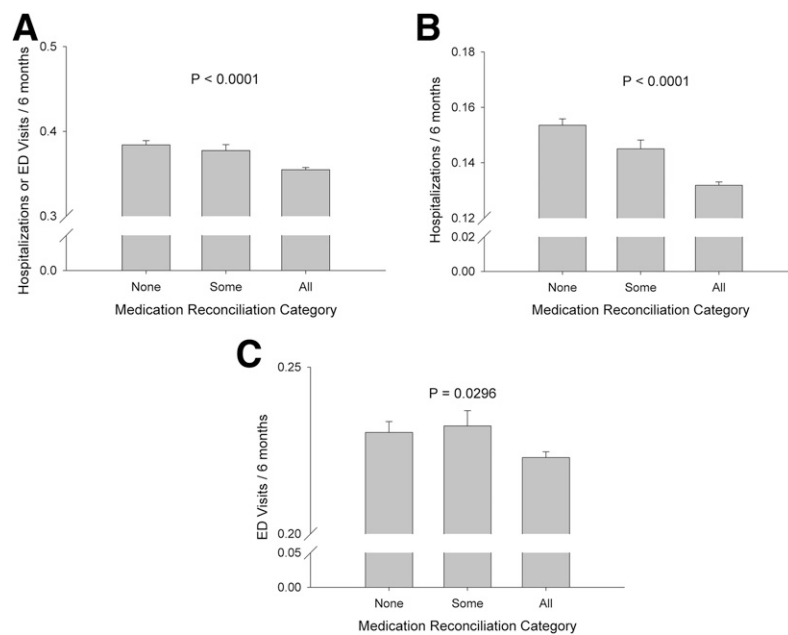 A
Hospitalizations or ED Visits / 6 months
0.5
0.4
0.3
0.0
P < 0.0001
None Some All
Medication Reconciliation Category
B
Hospitalizations / 6 months
0.18
0.16
0.14
0.12
0.02
0.00
P < 0.0001
None Some All
Medication Reconciliation Category
C
ED Visits / 6 months
0.25
0.20
0.05
0.00
P = 0.0296
None Some All
Medication Reconciliation Category